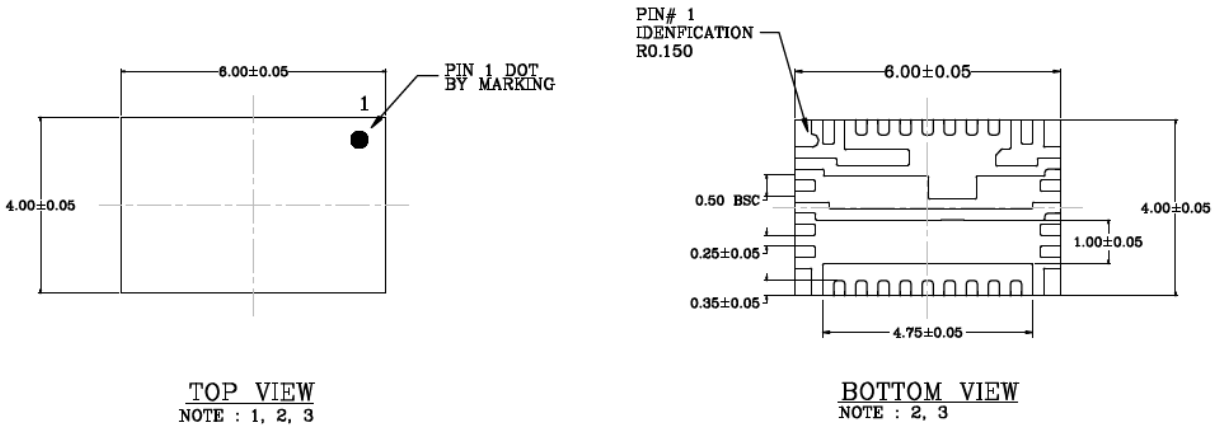 6.00±0.05
PIN 1 DOT
BY MARKING
1
4.00±0.05
TOP VIEW
NOTE : 1, 2, 3
PIN# 1
IDENFICATION
R0.150
6.00±0.05
0.50 BSC
4.00±0.05
1.00±0.05
0.25±0.05
0.35±0.05
4.75±0.05
BOTTOM VIEW
NOTE : 2, 3